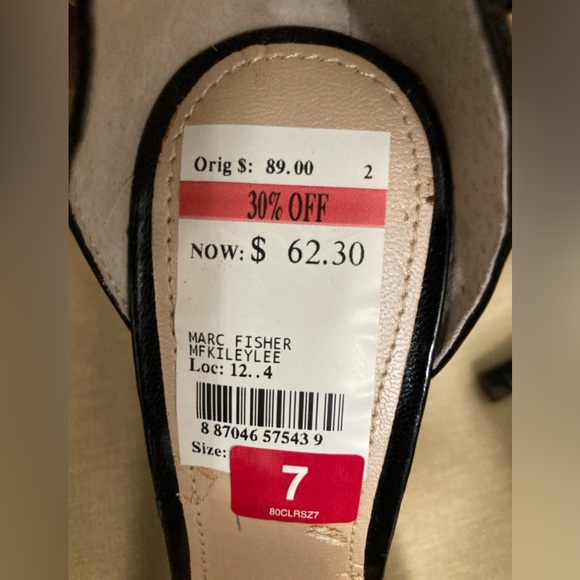 Orig $: 89.00 2
30% OFF
NOW: $ 62.30
MARC FISHER
MFKILEYLEE
Loc: 12..4
8 87046 57543 9
Size:
7
80CLRSZ7